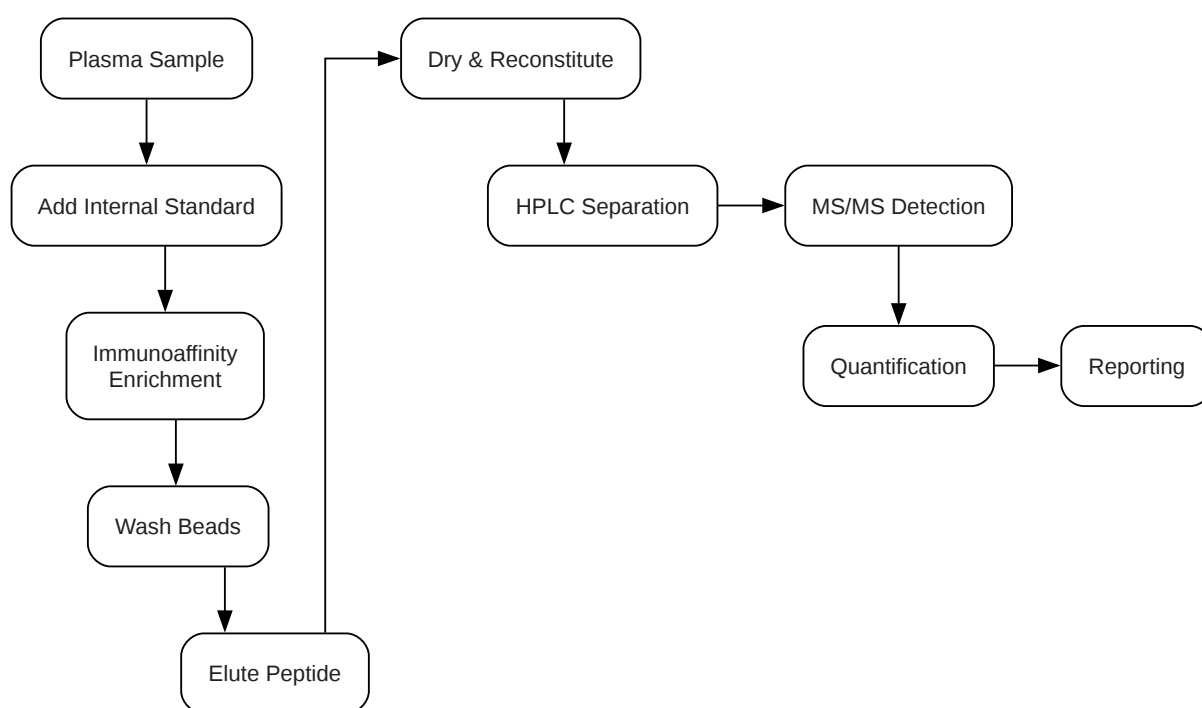 Plasma Sample
Add Internal Standard
Immunoaffinity
Enrichment
Wash Beads
Elute Peptide
Dry & Reconstitute
HPLC Separation
MS/MS Detection
Quantification
Reporting